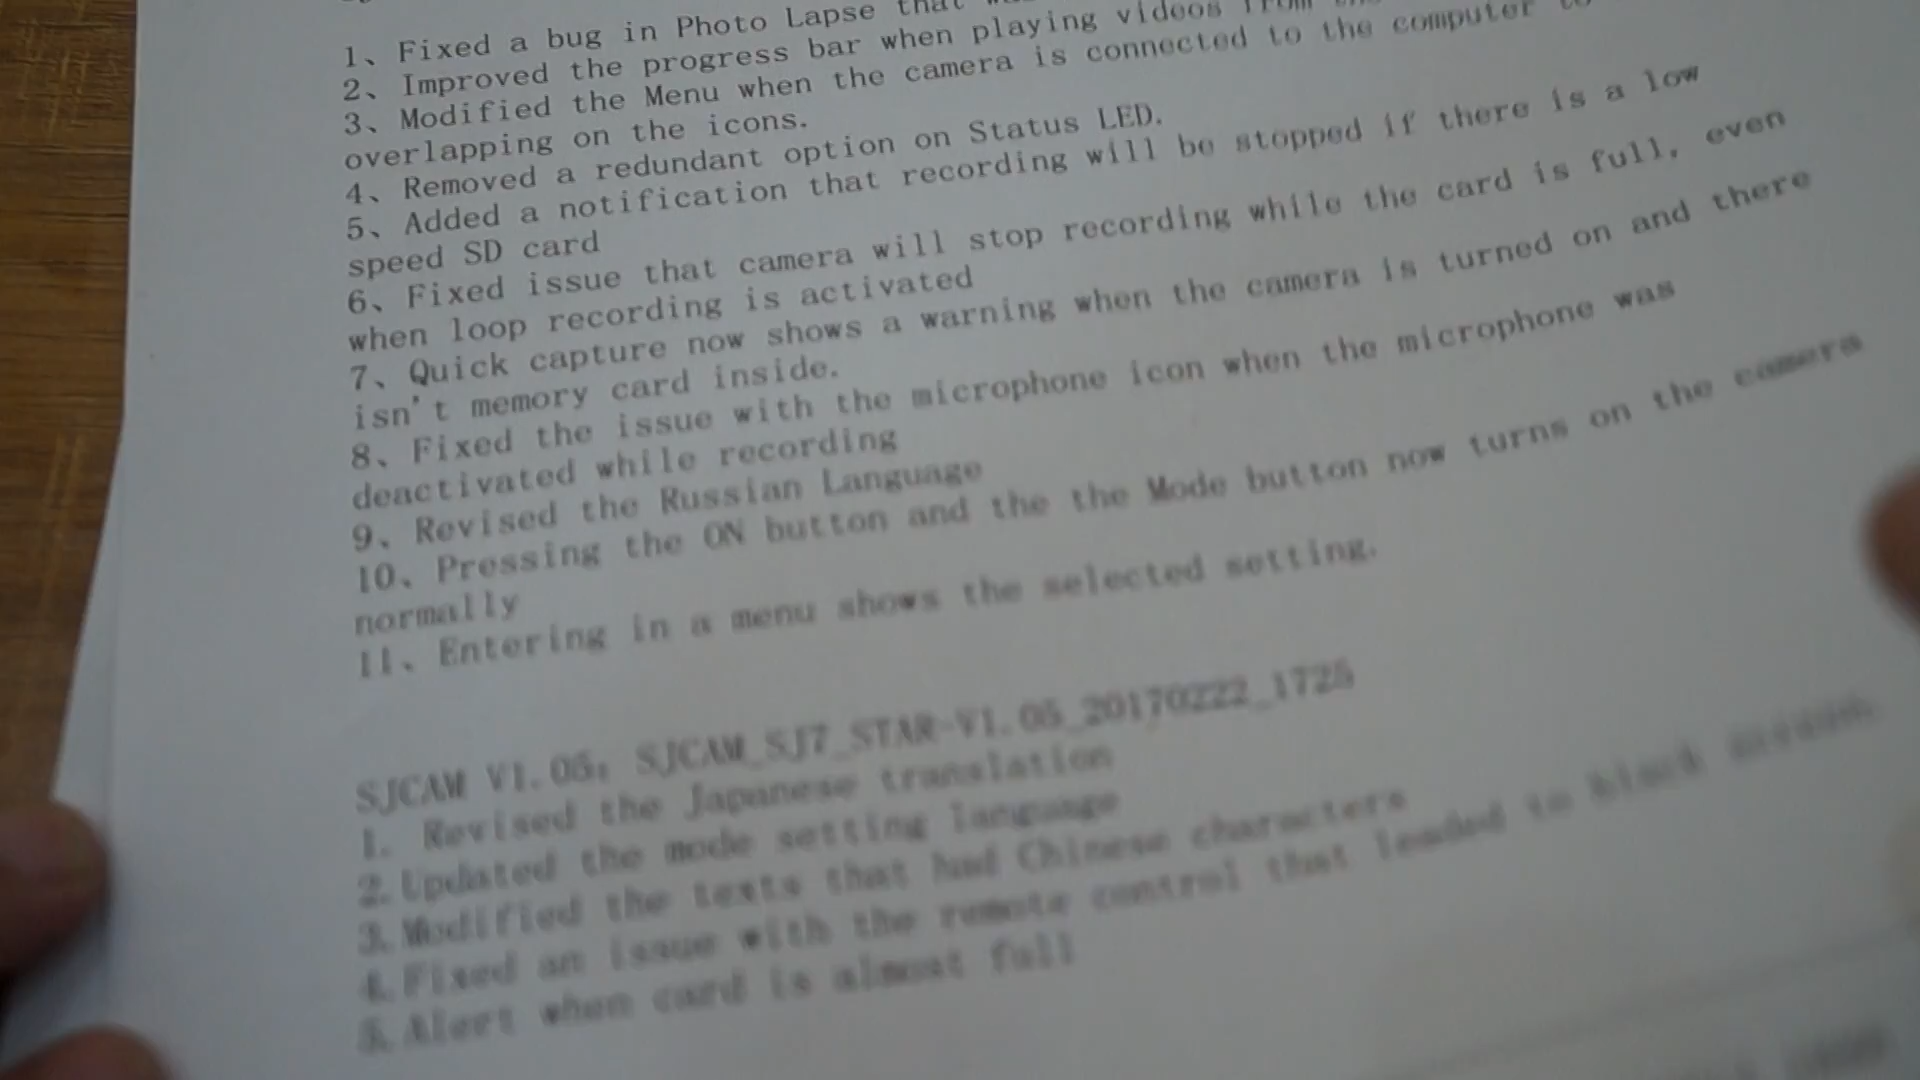 1、Fixed a bug in Photo Lapse that
2、Improved the progress bar when playing videos from
3、Modified the Menu when the camera is connected to the computer
overlapping on the icons.
4、Removed a redundant option on Status LED.
5、Added a notification that recording will be stopped if there is a low
speed SD card
6、Fixed issue that camera will stop recording while the card is full, even
when loop recording is activated
7、Quick capture now shows a warning when the camera is turned on and there
isn't memory card inside.
8、Fixed the issue with the microphone icon when the microphone was
deactivated while recording
9、Revised the Russian Language
10、Pressing the ON button and the the Mode button now turns on the camera
normally
11、Entering in a menu shows the selected setting.
SJCAM V1.05: SJCAM_SJ7_STAR-V1.05_20170222_1725
1. Revised the Japanese translation
2.Updated the mode setting language
3.Modified the texts that had Chinese characters
4.Fixed an issue with the remote control that leaded to black screen.
5.Alert when card is almost full